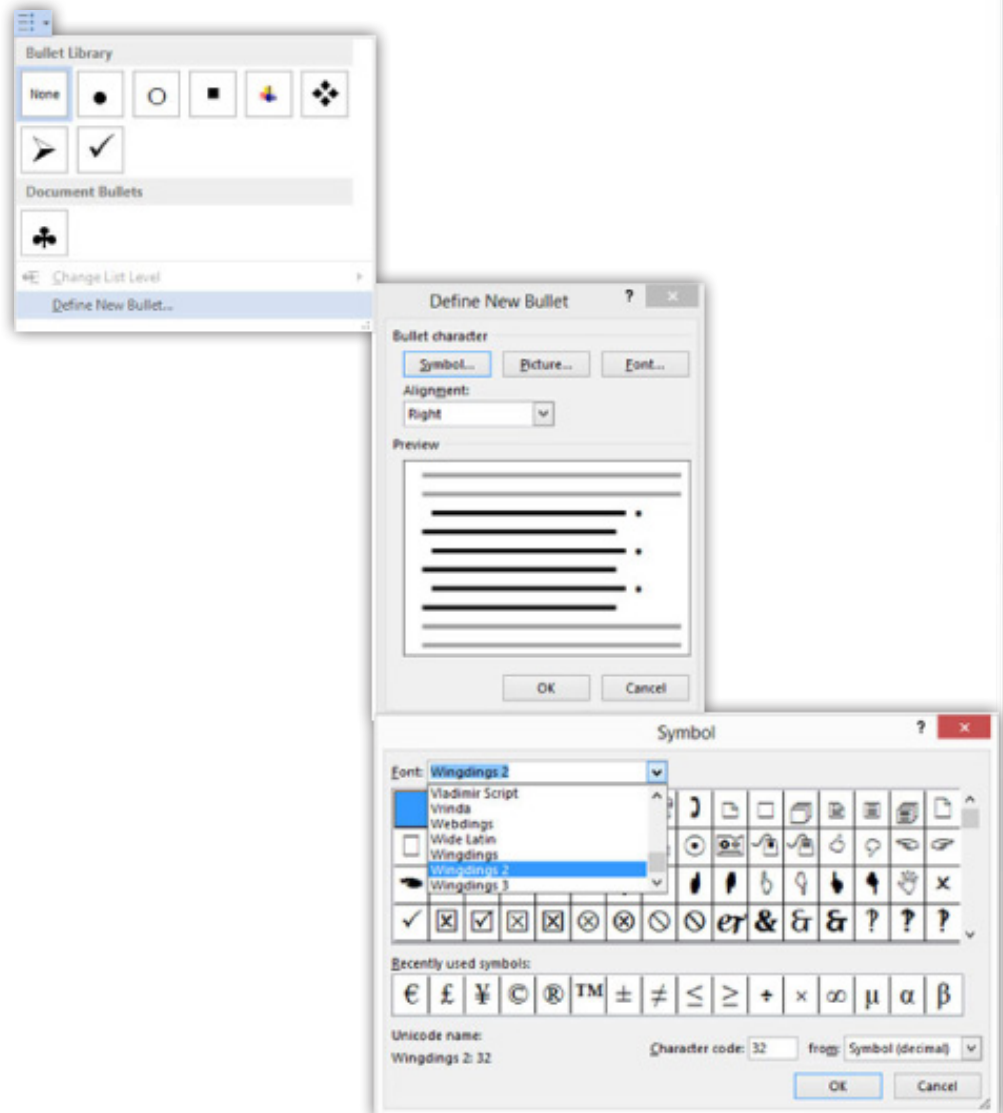 Bullet Library
None
Document Bullets
Change List Level
Define New Bullet...
Define New Bullet ?
Bullet character
Symbol... Picture... Font...
Alignment:
Right
Preview
OK Cancel
Symbol ?
Font: Wingdings 2
Vladimir Script
Vrinda
Webdings
Wide Latin
Wingdings
Wingdings 2
Wingdings 3
er & & & ? ? ?
Recently used symbols:
€ £ ¥ © ® ™ ± ≠ ≤ ≥ ÷ × ∞ µ α β
Unicode name:
Wingdings 2: 32
Character code: 32 from: Symbol (decimal)
OK Cancel